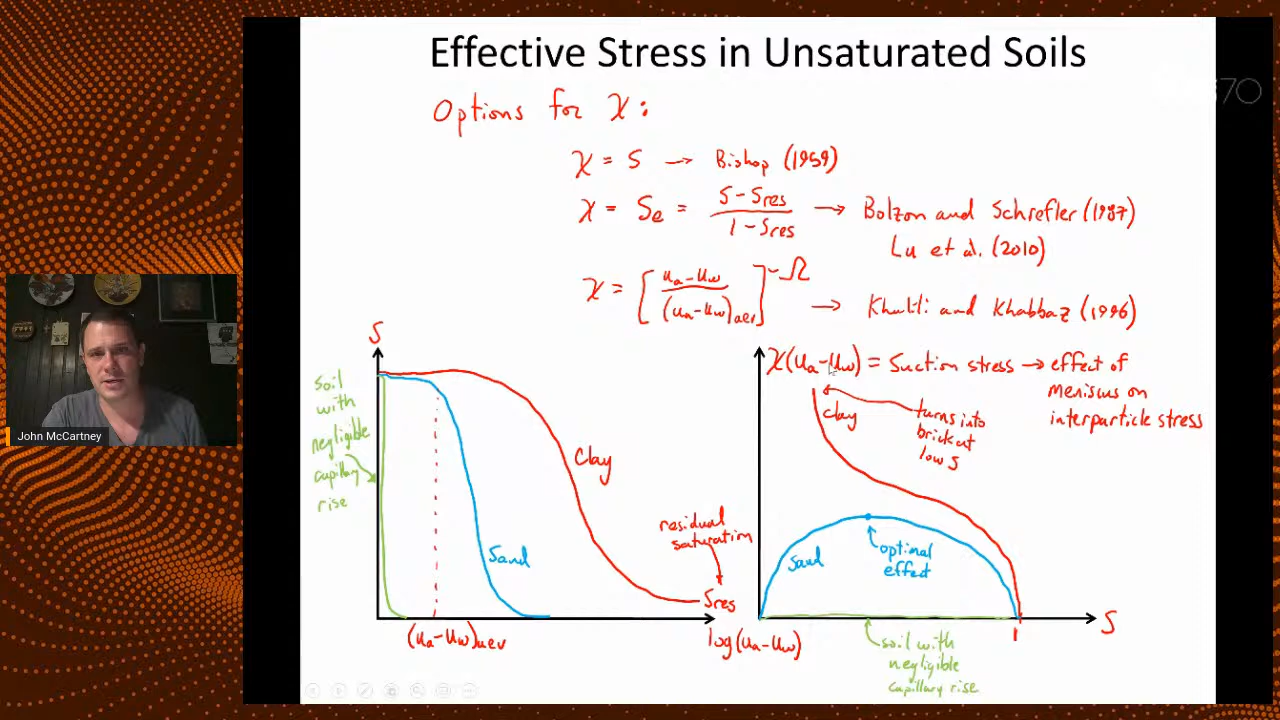 Effective Stress in Unsaturated Soils
70
Options for χ:
χ = S → Bishop (1959)
χ = Se = S-Sres / 1-Sres → Bolzon and Schrefler (1987)
Lu et al. (2010)
χ = [ua-uw / (ua-uw)aev]^-Ω → Khalili and Khabbaz (1996)
S
soil with negligible capillary rise
Clay
Sand
residual saturation
Sres
(ua-uw)aev
log(ua-uw)
χ(ua-uw) = Suction stress → effect of
meniscus on
interparticle stress
clay
turns into
brick at
low S
Sand
optimal
effect
S
1
soil with
negligible
capillary rise
John McCartney